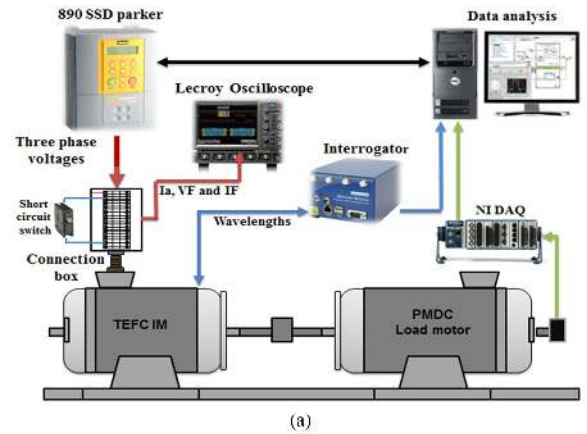 890 SSD parker
Data analysis
Lecroy Oscilloscope
Three phase
voltages
Interrogator
Ia, VF and IF
Short
circuit
switch
Wavelengths
NI DAQ
Connection
box
TEFC IM
PMDC
Load motor
(a)